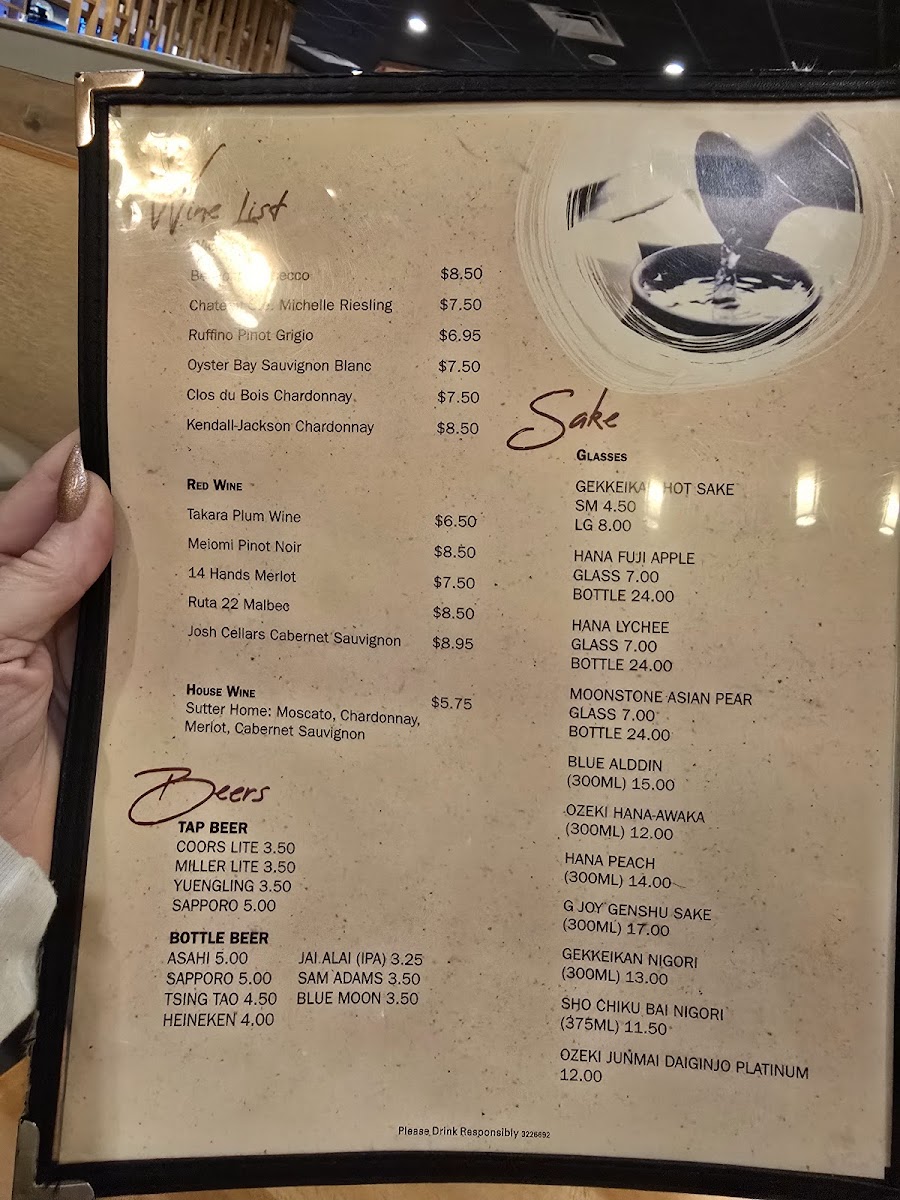 Wine List
$8.50
Michelle Riesling $7.50
Ruffino Pinot Grigio $6.95
Oyster Bay Sauvignon Blanc $7.50
Clos du Bois Chardonnay $7.50
Kendall-Jackson Chardonnay $8.50
RED WINE
Takara Plum Wine $6.50
Meiomi Pinot Noir $8.50
14 Hands Merlot $7.50
Ruta 22 Malbec $8.50
Josh Cellars Cabernet Sauvignon $8.95
HOUSE WINE $5.75
Sutter Home: Moscato, Chardonnay,
Merlot, Cabernet Sauvignon
Beers
TAP BEER
COORS LITE 3.50
MILLER LITE 3.50
YUENGLING 3.50
SAPPORO 5.00
BOTTLE BEER
ASAHI 5.00 JAI ALAI (IPA) 3.25
SAPPORO 5.00 SAM ADAMS 3.50
TSING TAO 4.50 BLUE MOON 3.50
HEINEKEN 4.00
Sake
GLASSES
GEKKEIKAN HOT SAKE
SM 4.50
LG 8.00
HANA FUJI APPLE
GLASS 7.00
BOTTLE 24.00
HANA LYCHEE
GLASS 7.00
BOTTLE 24.00
MOONSTONE ASIAN PEAR
GLASS 7.00
BOTTLE 24.00
BLUE ALDDIN
(300ML) 15.00
OZEKI HANA-AWAKA
(300ML) 12.00
HANA PEACH
(300ML) 14.00
G JOY GENSHU SAKE
(300ML) 17.00
GEKKEIKAN NIGORI
(300ML) 13.00
SHO CHIKU BAI NIGORI
(375ML) 11.50
OZEKI JUNMAI DAIGINJO PLATINUM
12.00
Please Drink Responsibly 3226692